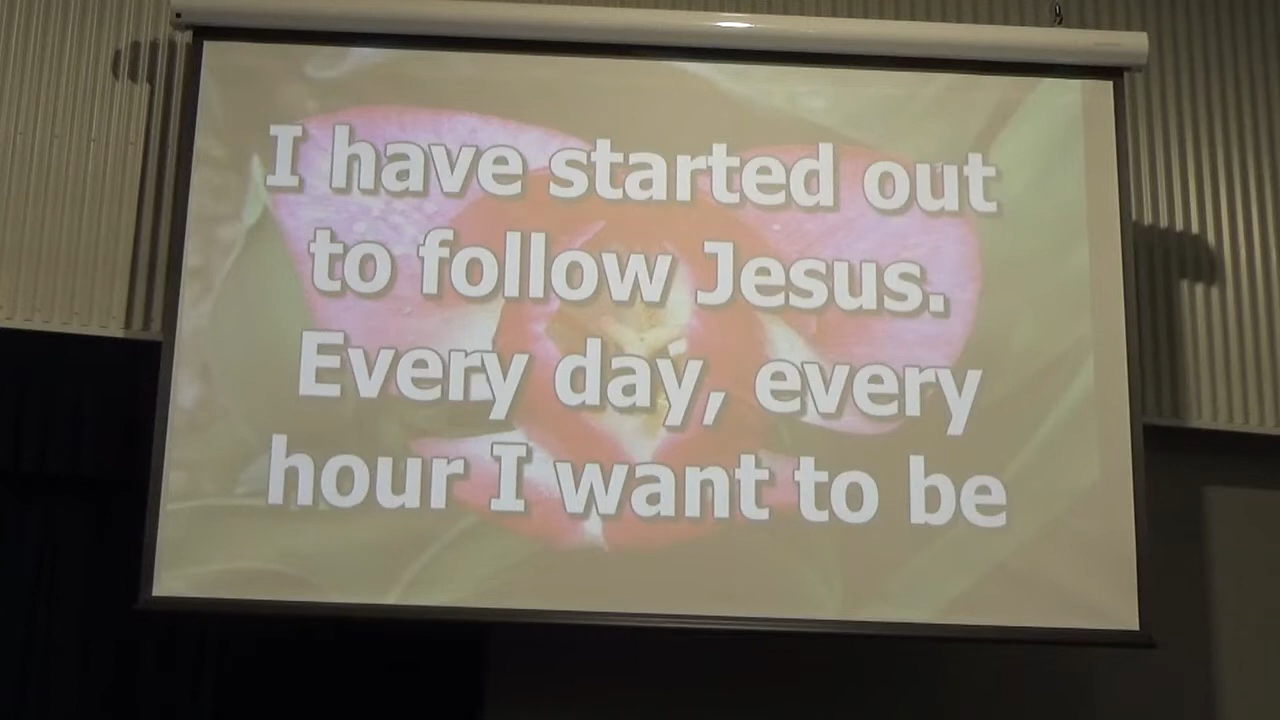 I have started out
to follow Jesus.
Every day, every
hour I want to be